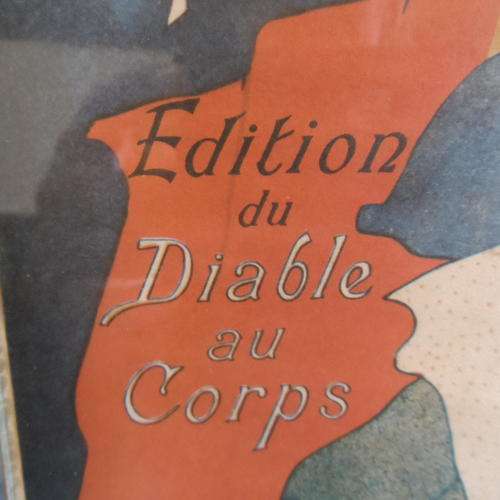 Edition
du
Diable
au
Corps